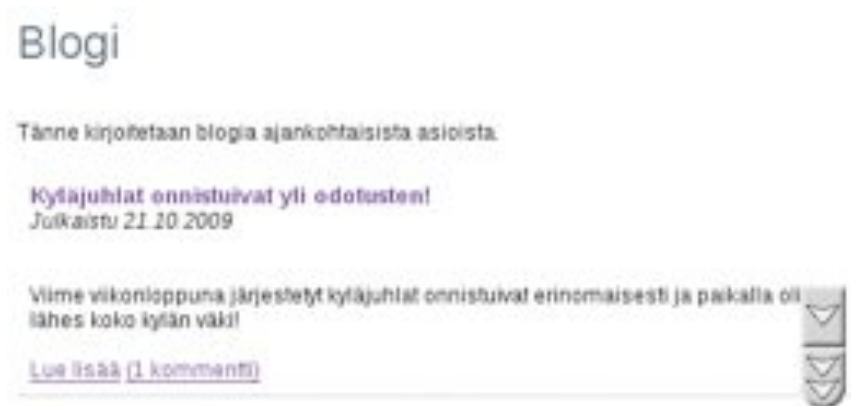 Blogi
Tänne kirjoitetaan blogia ajankohtaisista asioista.
Kyläjuhlat onnistuivat yli odotusten!
Julkaistu 21.10.2009
Viime viikonloppuna järjestetyt kyläjuhlat onnistuivat erinomaisesti ja paikalla oli
lähes koko kylän väki!
Lue lisää (1 kommentti)